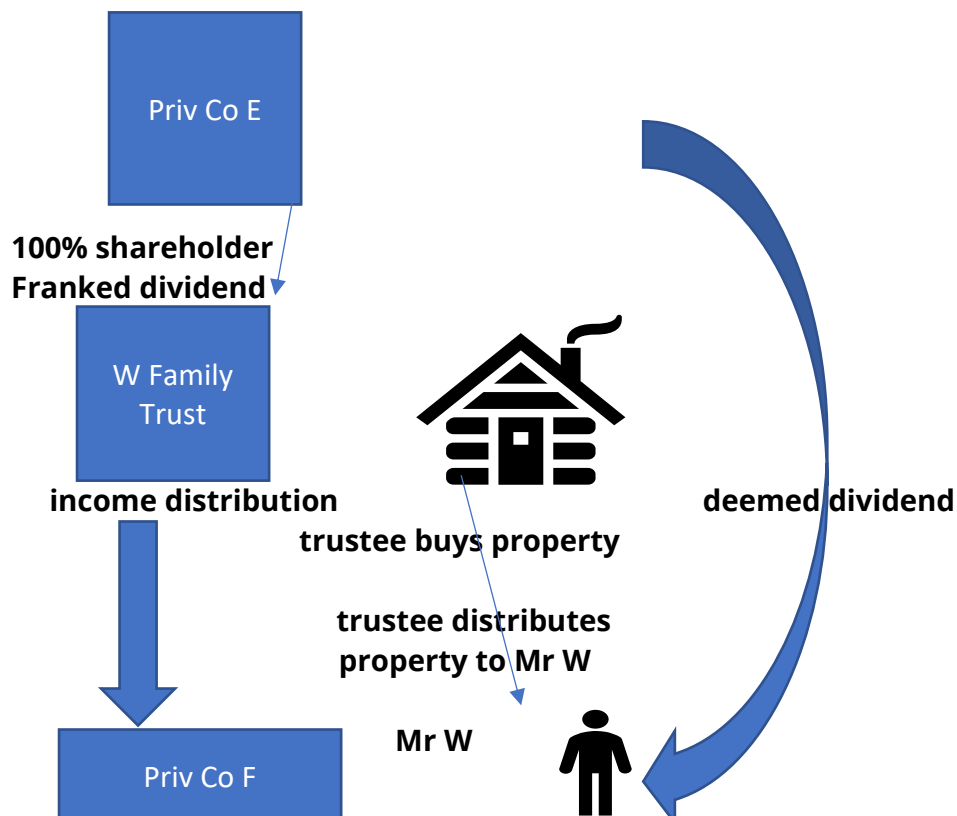 Priv Co E
100% shareholder
Franked dividend
W Family
Trust
income distribution
deemed dividend
trustee buys property
trustee distributes
property to Mr W
Mr W
Priv Co F